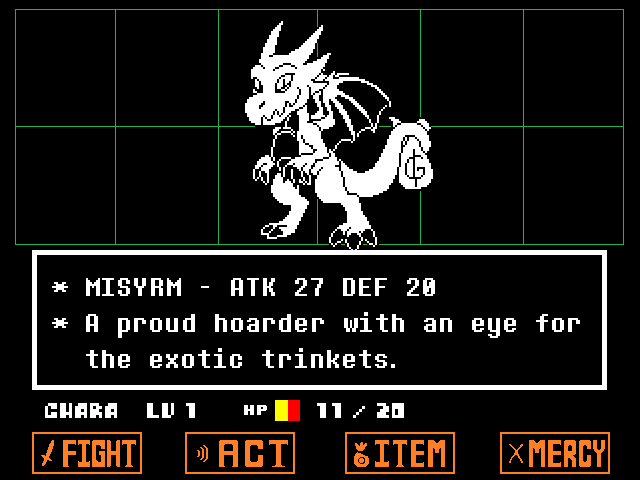 G
* MISYRM - ATK 27 DEF 20
* A proud hoarder with an eye for
the exotic trinkets.
CHARA LV 1 HP 11 / 20
FIGHT ACT ITEM MERCY